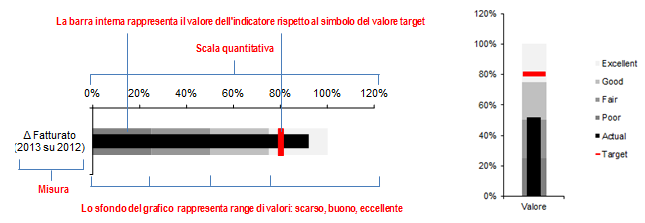 La barra interna rappresenta il valore dell'indicatore rispetto al simbolo del valore target
Scala quantitativa
0% 20% 40% 60% 80% 100% 120%
Δ Fatturato
(2013 su 2012)
Misura
Lo sfondo del grafico rappresenta range di valori: scarso, buono, eccellente
120%
100%
80%
60%
40%
20%
0%
Valore
Excellent
Good
Fair
Poor
Actual
Target